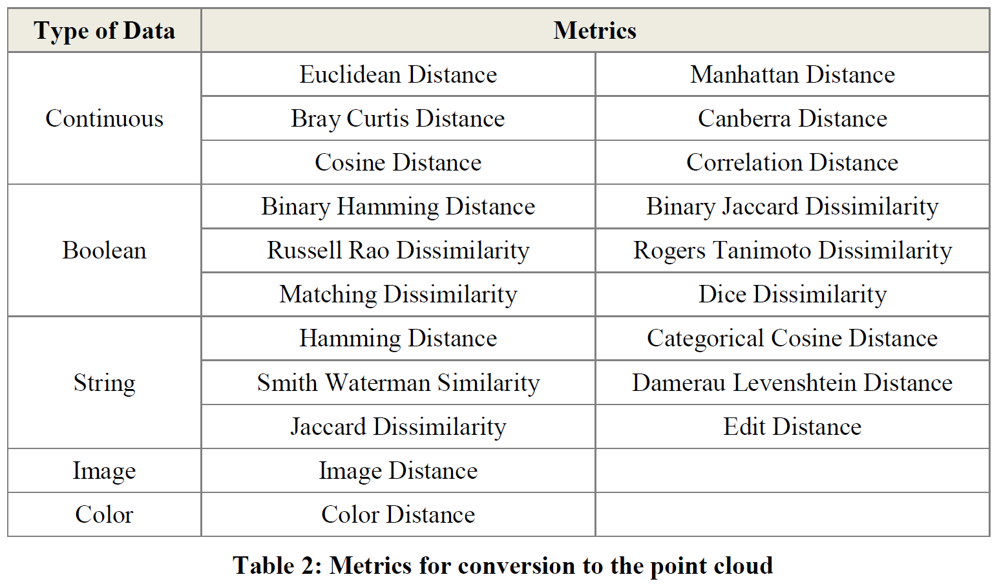 Type of Data Metrics
Euclidean Distance Manhattan Distance
Continuous Bray Curtis Distance Canberra Distance
Cosine Distance Correlation Distance
Binary Hamming Distance Binary Jaccard Dissimilarity
Boolean Russell Rao Dissimilarity Rogers Tanimoto Dissimilarity
Matching Dissimilarity Dice Dissimilarity
Hamming Distance Categorical Cosine Distance
String Smith Waterman Similarity Damerau Levenshtein Distance
Jaccard Dissimilarity Edit Distance
Image Image Distance
Color Color Distance
Table 2: Metrics for conversion to the point cloud